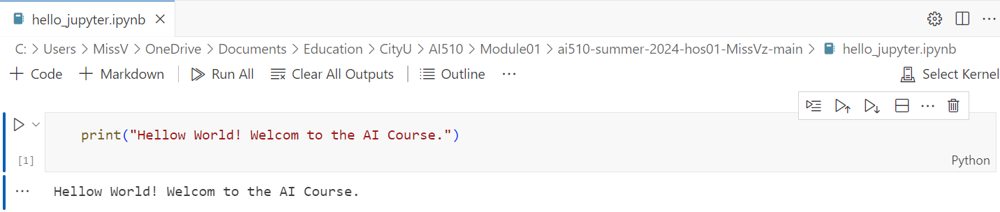 hello_jupyter.ipynb
C: > Users > MissV > OneDrive > Documents > Education > CityU > AI510 > Module01 > ai510-summer-2024-hos01-MissVz-main > hello_jupyter.ipynb
+ Code + Markdown Run All Clear All Outputs Outline ... Select Kernel
print("Hellow World! Welcom to the AI Course.")
[1] Python
... Hellow World! Welcom to the AI Course.